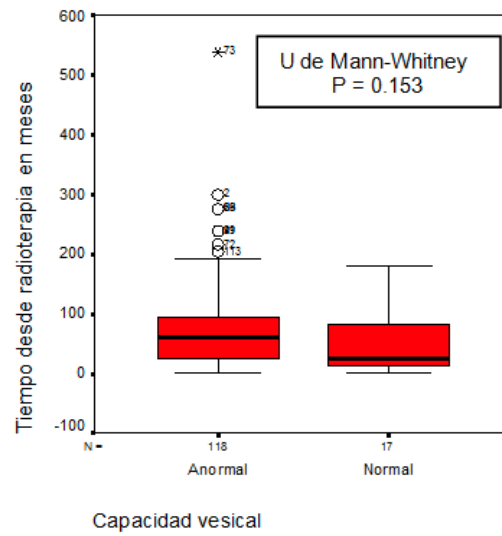 600
500
400
300
200
100
0
-100
Tiempo desde radioterapia en meses
U de Mann-Whitney
P = 0.153
73
2
72
113
N =
118
17
Anormal
Normal
Capacidad vesical